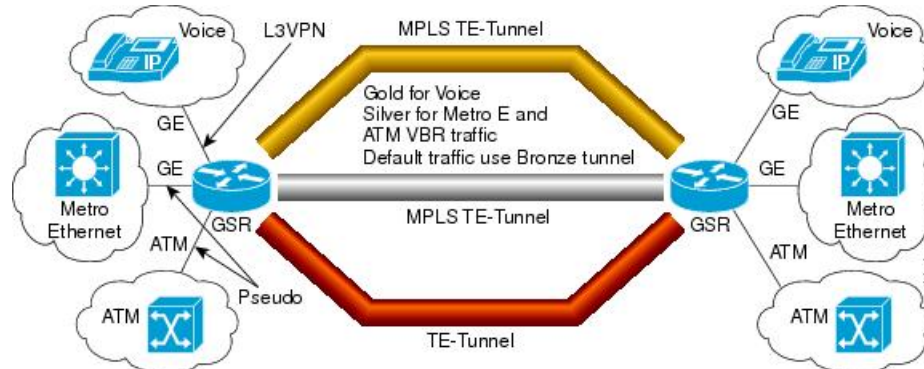 Voice
IP
L3VPN
MPLS TE-Tunnel
Voice
IP
GE
Gold for Voice
Silver for Metro E and
ATM VBR traffic
Default traffic use Bronze tunnel
GE
GE
GE
Metro
Ethernet
GSR
MPLS TE-Tunnel
GSR
Metro
Ethernet
ATM
ATM
ATM
Pseudo
ATM
TE-Tunnel